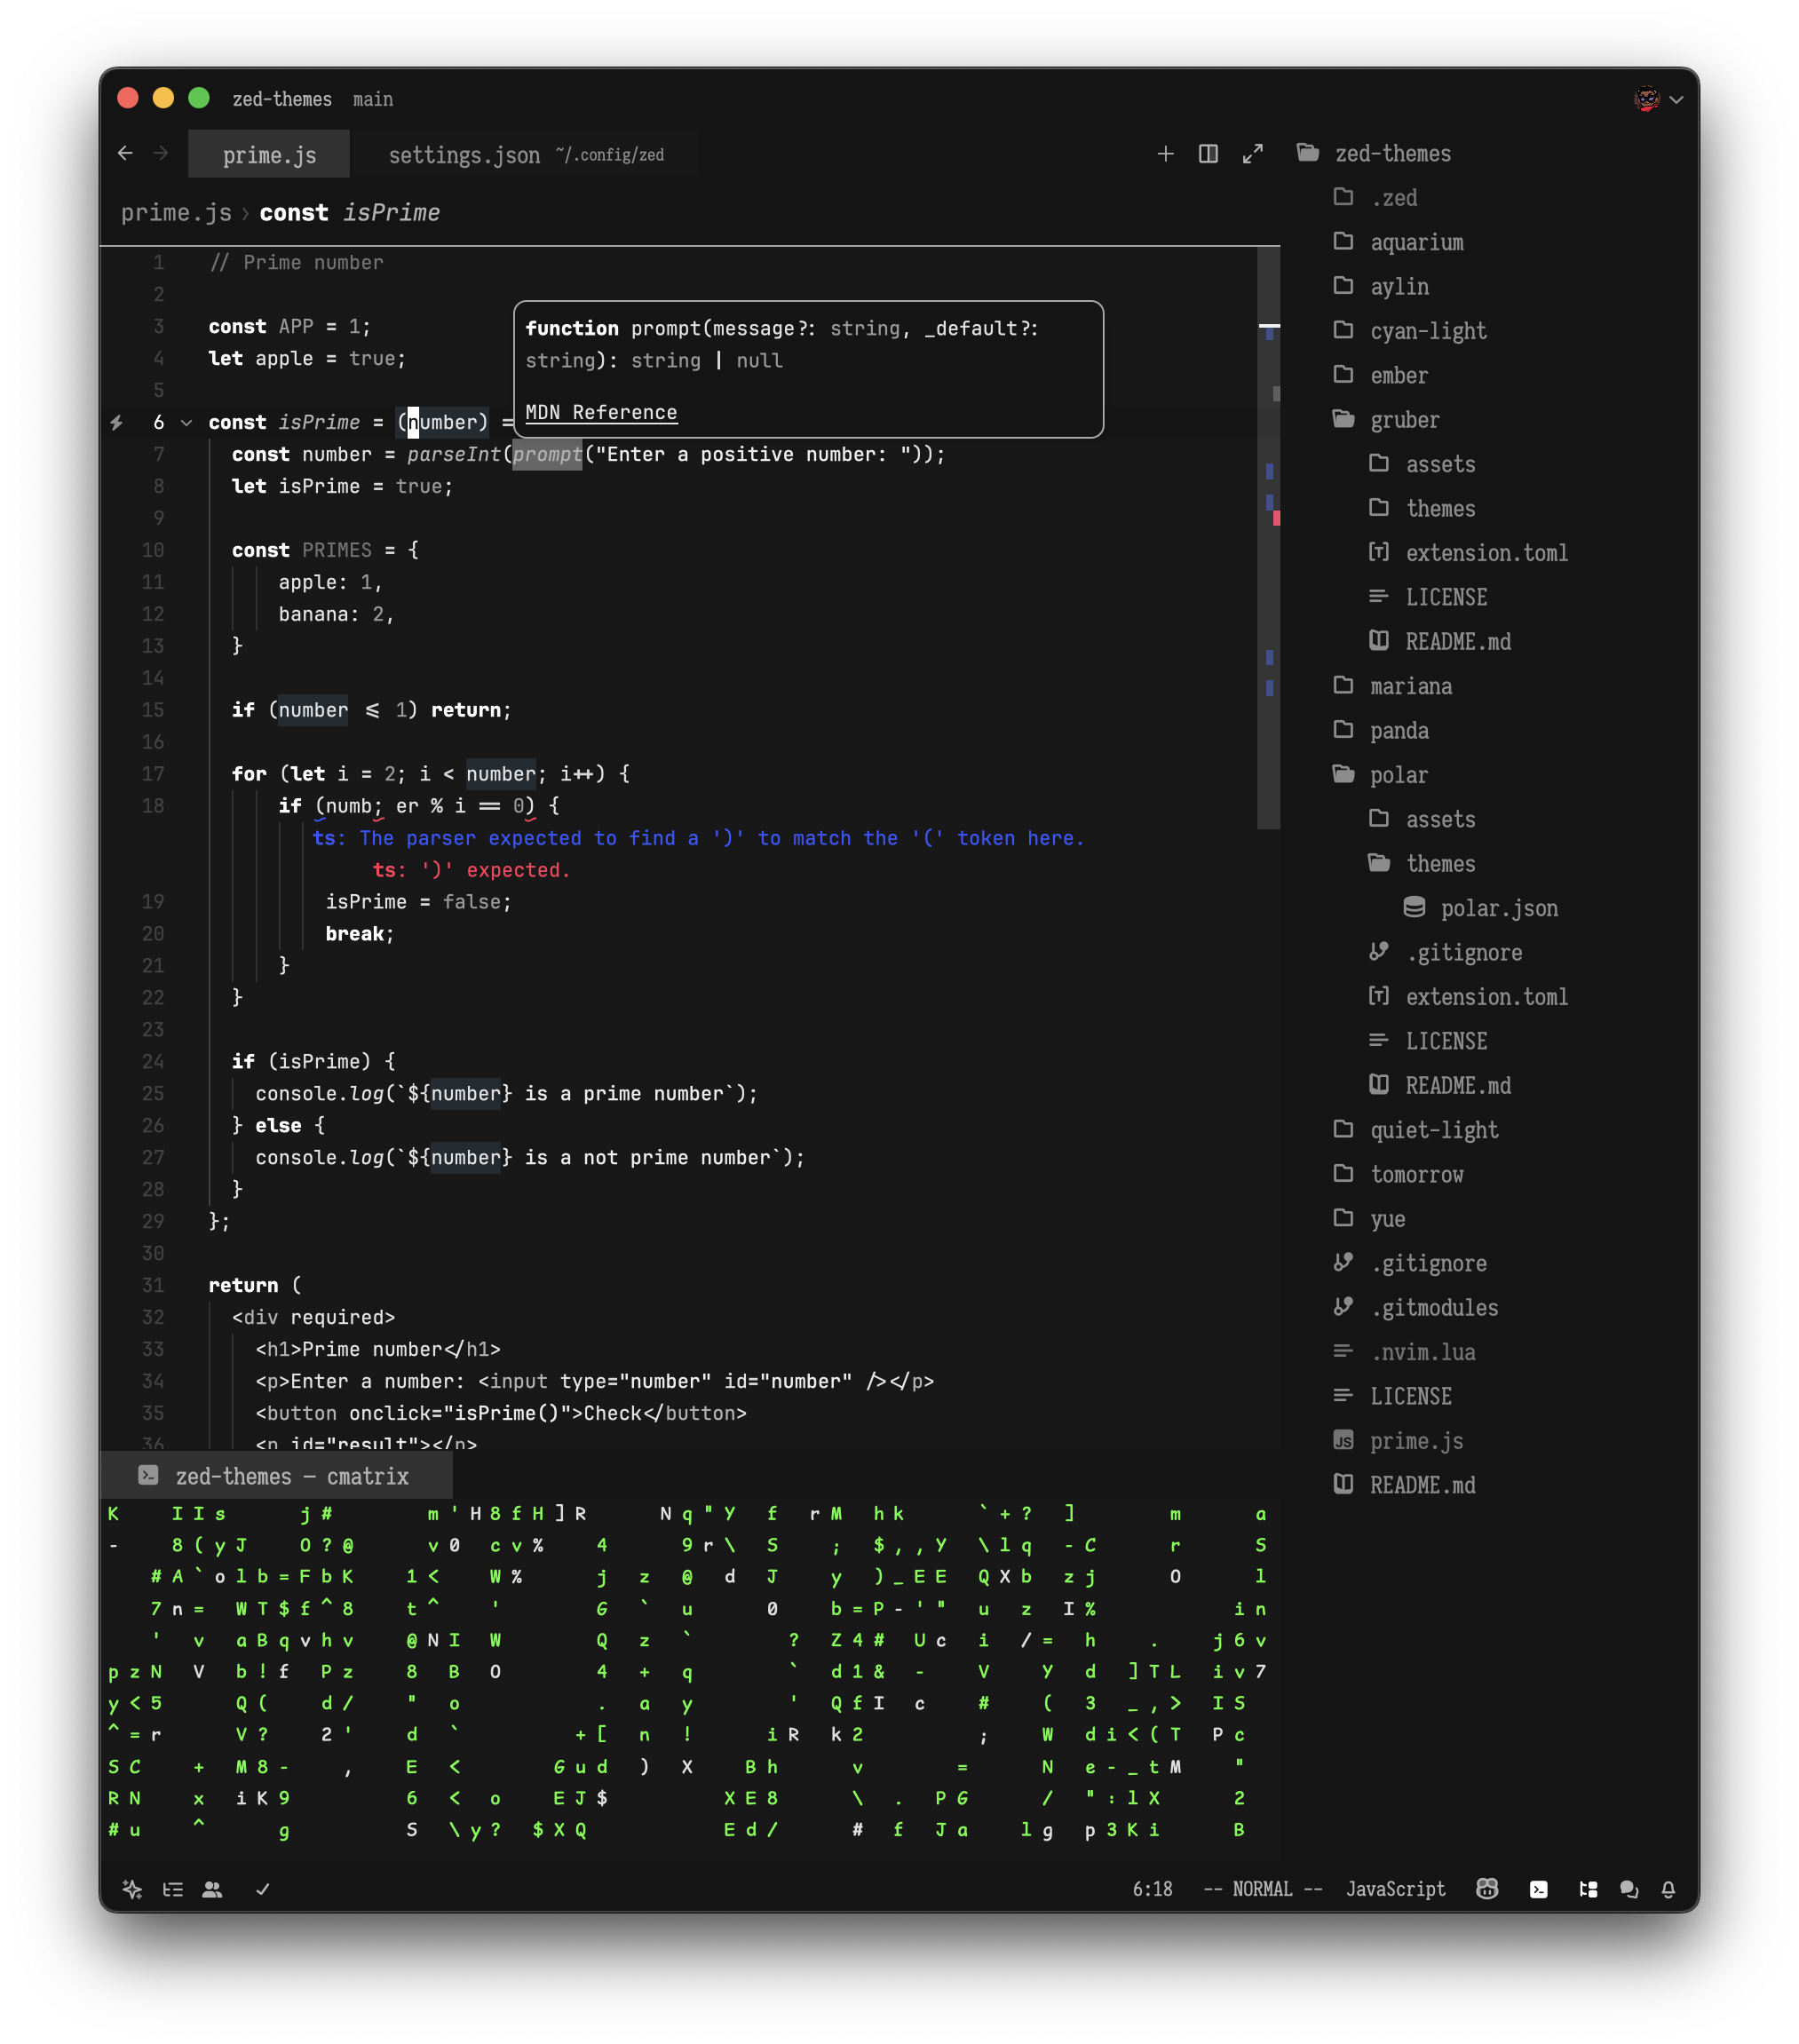 zed-themes main
prime.js settings.json ~/.config/zed
prime.js › const isPrime
1 // Prime number
2
3 const APP = 1;
4 let apple = true;
5
6 const isPrime = (number) =
7 const number = parseInt(prompt("Enter a positive number: "));
8 let isPrime = true;
9
10 const PRIMES = {
11 apple: 1,
12 banana: 2,
13 }
14
15 if (number <= 1) return;
16
17 for (let i = 2; i < number; i++) {
18 if (numb; er % i == 0) {
ts: The parser expected to find a ')' to match the '(' token here.
ts: ')' expected.
19 isPrime = false;
20 break;
21 }
22 }
23
24 if (isPrime) {
25 console.log(`${number} is a prime number`);
26 } else {
27 console.log(`${number} is a not prime number`);
28 }
29 };
30
31 return (
32 <div required>
33 <h1>Prime number</h1>
34 <p>Enter a number: <input type="number" id="number" /></p>
35 <button onclick="isPrime()">Check</button>
36 <p id="result"></p>
function prompt(message?: string, _default?:
string): string | null
MDN Reference
zed-themes
.zed
aquarium
aylin
cyan-light
ember
gruber
assets
themes
extension.toml
LICENSE
README.md
mariana
panda
polar
assets
themes
polar.json
.gitignore
extension.toml
LICENSE
README.md
quiet-light
tomorrow
yue
.gitignore
.gitmodules
.nvim.lua
LICENSE
JS prime.js
README.md
zed-themes — cmatrix
K I I s j # m ' H 8 f H ] R N q " Y f r M h k ` + ? ] m a
- 8 ( y J O ? @ v 0 c v % 4 9 r \ S ; $ , , Y \ l q - C r S
# A ` o l b = F b K 1 < W % j z @ d J y ) _ E E Q X b z j O l
7 n = W T $ f ^ 8 t ^ ' G ` u 0 b = P - ' " u z I % i n
' v a B q v h v @ N I W Q z ` ? Z 4 # U c i / = h . j 6 v
p z N V b ! f P z 8 B O 4 + q ` d 1 & - V Y d ] T L i v 7
y < 5 Q ( d / " o . a y ' Q f I c # ( 3 _ , > I S
^ = r V ? 2 ' d ` + [ n ! i R k 2 ; W d i < ( T P c
S C + M 8 - , E < G u d ) X B h v = N e - _ t M "
R N x i K 9 6 < o E J $ X E 8 \ . P G / " : l X 2
# u ^ g S \ y ? $ X Q E d / # f J a l g p 3 K i B
6:18 -- NORMAL -- JavaScript